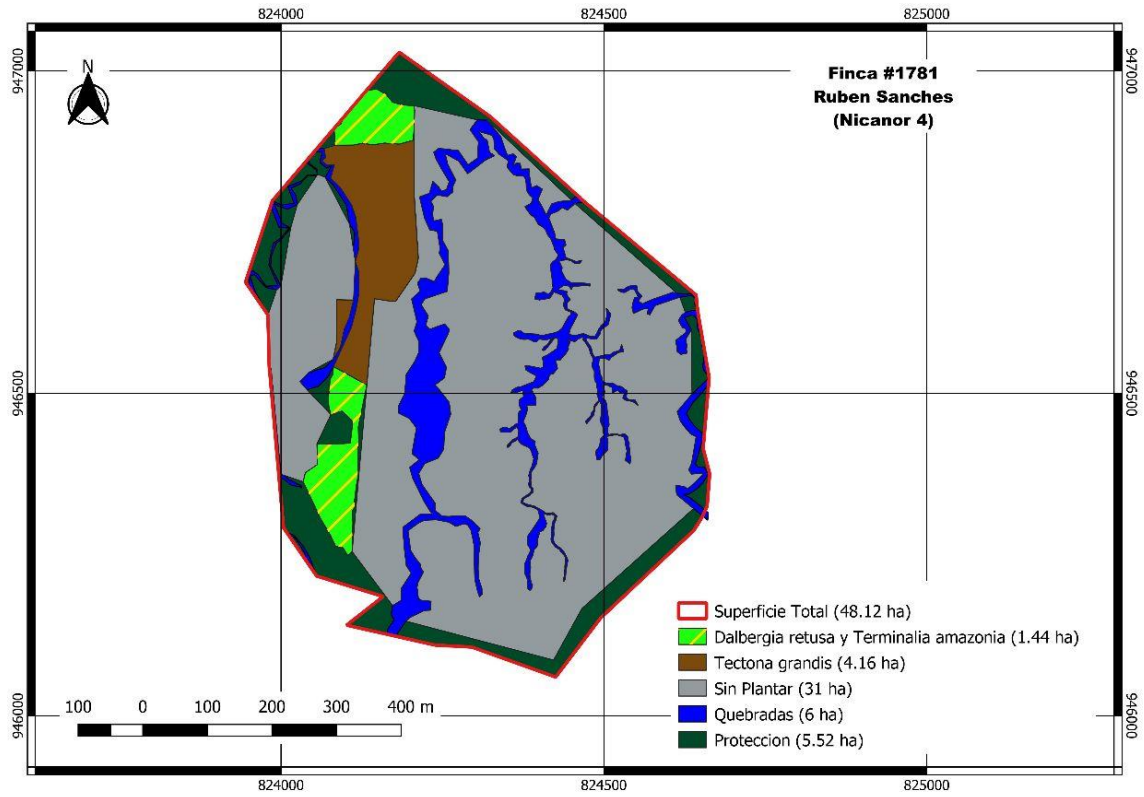 824000
824500
825000
947000
947000
N
Finca #1781
Ruben Sanches
(Nicanor 4)
946500
946500
Superficie Total (48.12 ha)
Dalbergia retusa y Terminalia amazonia (1.44 ha)
Tectona grandis (4.16 ha)
Sin Plantar (31 ha)
Quebradas (6 ha)
Proteccion (5.52 ha)
100 0 100 200 300 400 m
946000
946000
824000
824500
825000